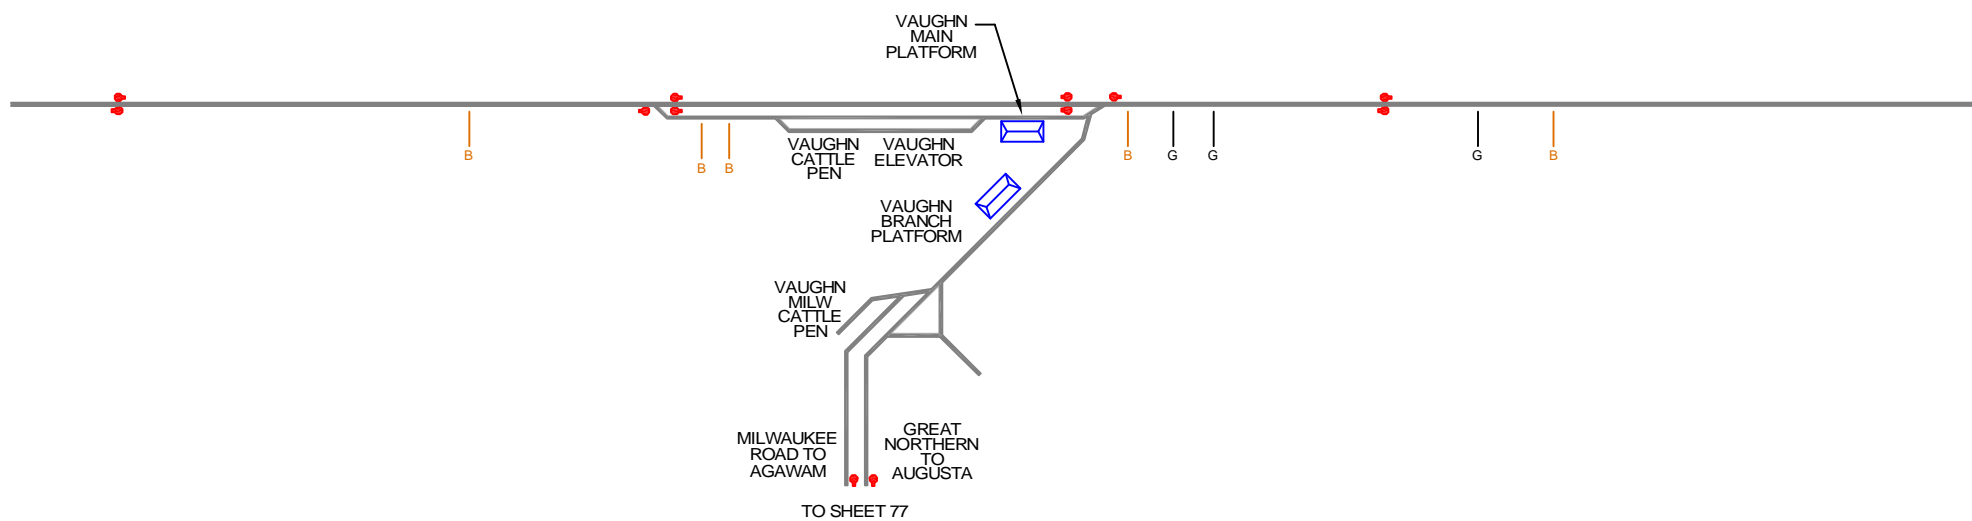 VAUGHN
MAIN
PLATFORM
B
B
B
VAUGHN
CATTLE
PEN
VAUGHN
ELEVATOR
B
G
G
G
B
VAUGHN
BRANCH
PLATFORM
VAUGHN
MILW
CATTLE
PEN
MILWAUKEE
ROAD TO
AGAWAM
GREAT
NORTHERN
TO
AUGUSTA
TO SHEET 77